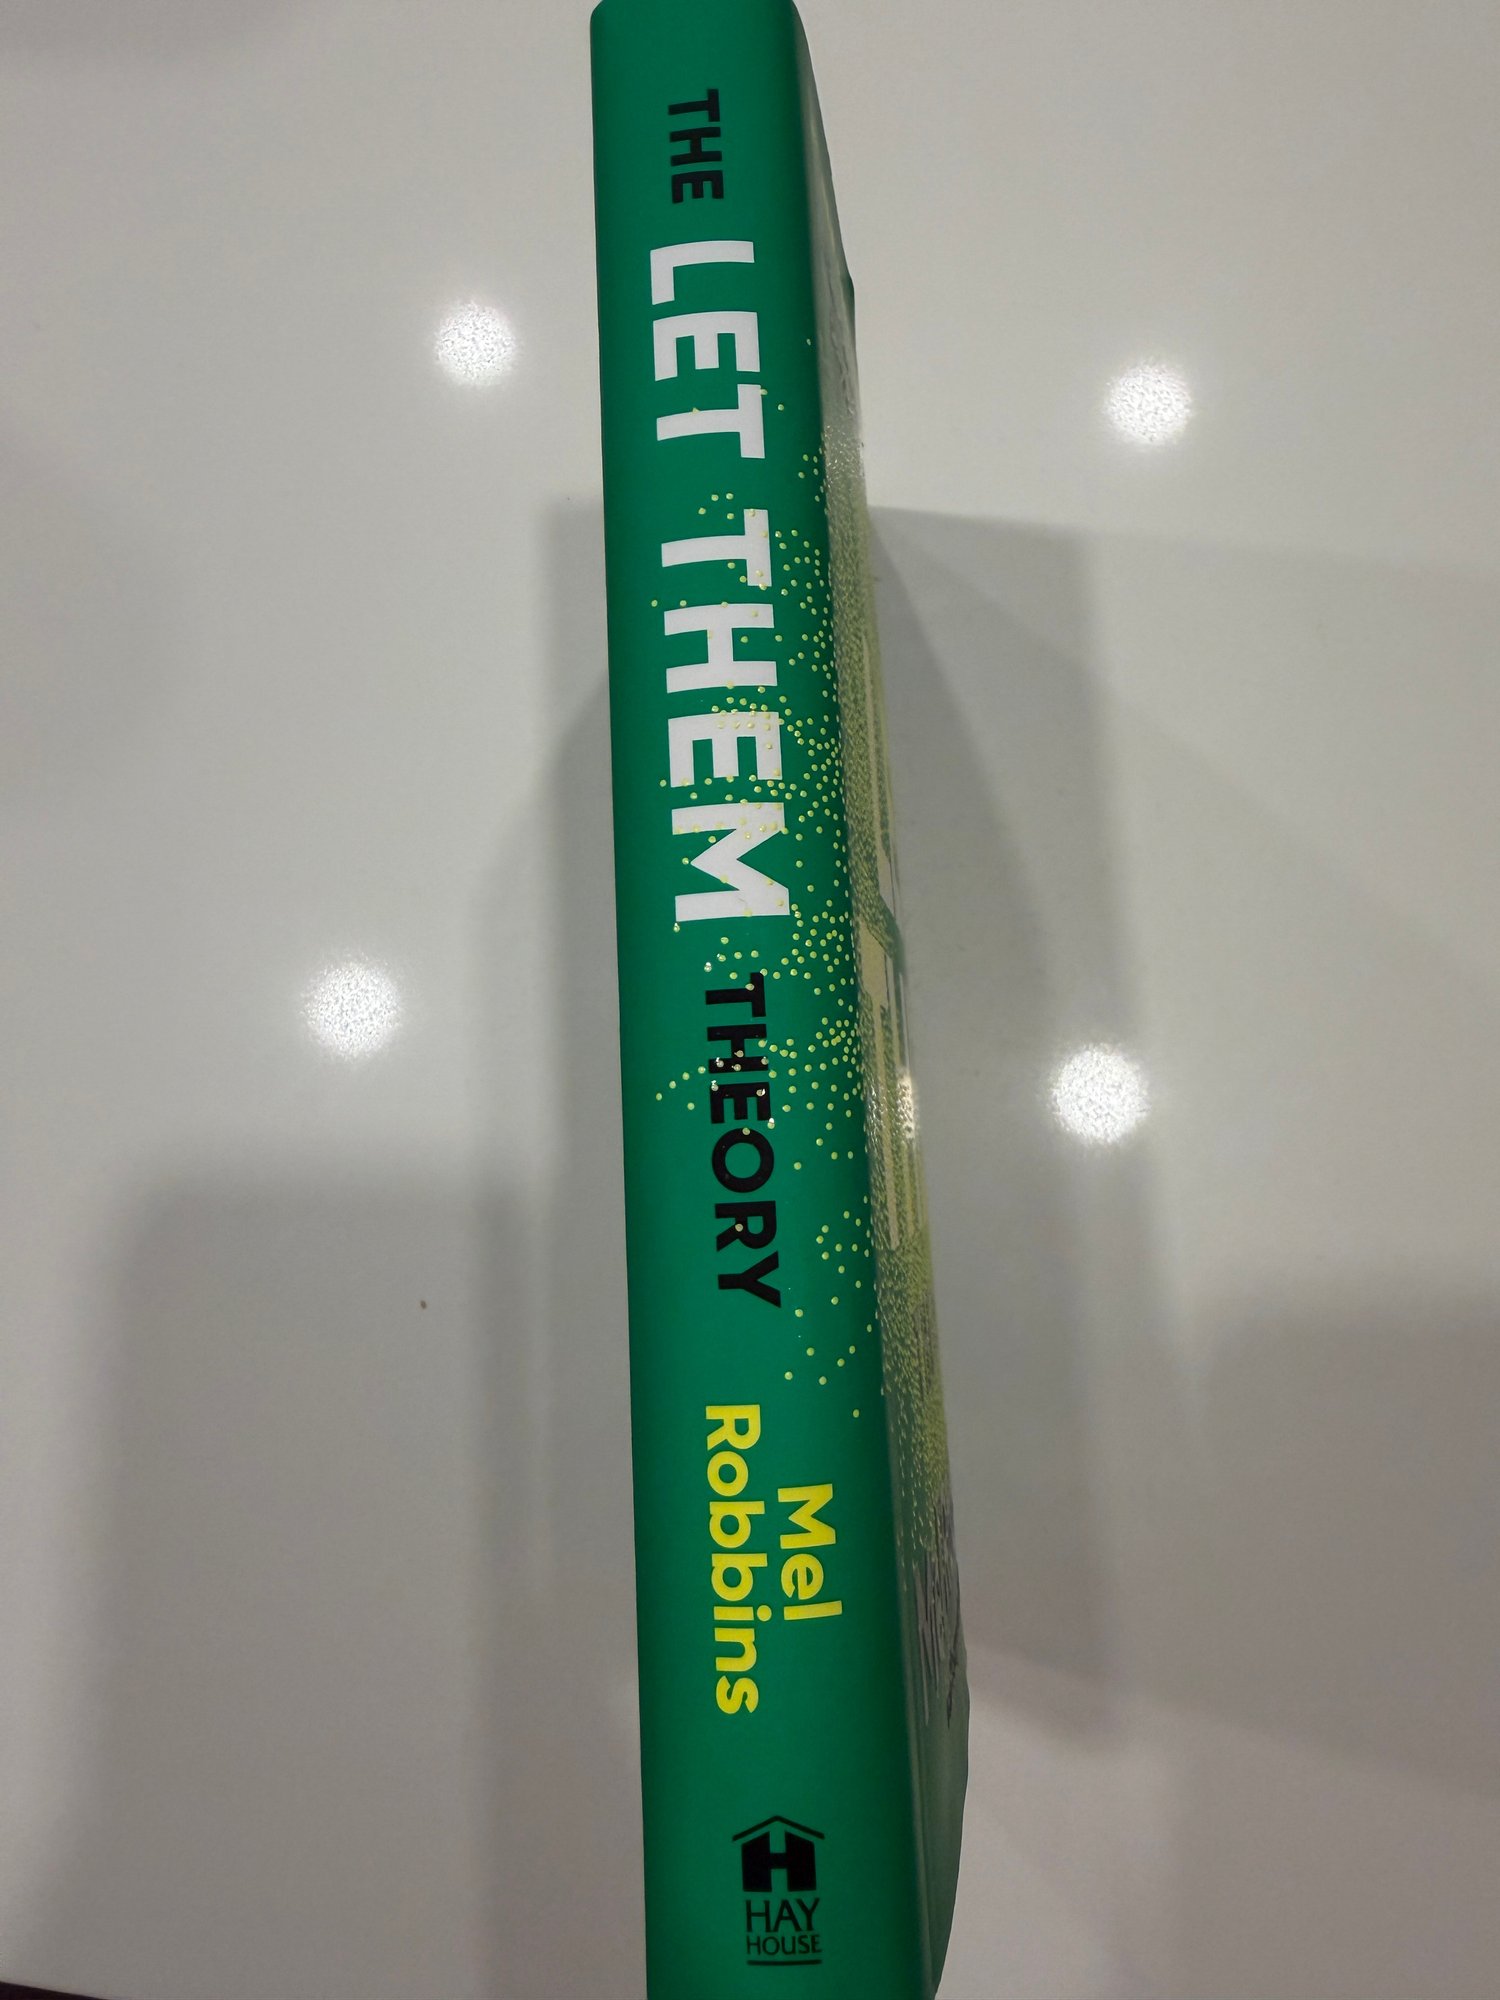 THE LET THEM THEORY
Mel
Robbins
HAY
HOUSE